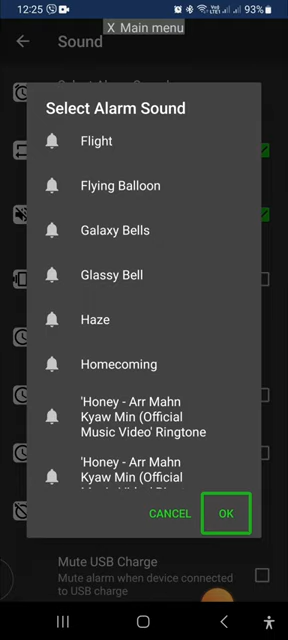 12:25
93%
X Main menu
Sound
Select Alarm Sound
Flight
Flying Balloon
Galaxy Bells
Glassy Bell
Haze
Homecoming
'Honey - Arr Mahn
Kyaw Min (Official
Music Video' Ringtone
'Honey - Arr Mahn
Kyaw Min (Official
CANCEL
OK
Mute USB Charge
Mute alarm when device connected
to USB charge